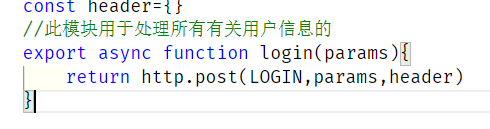 const header={}
//此模块用于处理所有有关用户信息的
export async function login(params){
    return http.post(LOGIN,params,header)
}